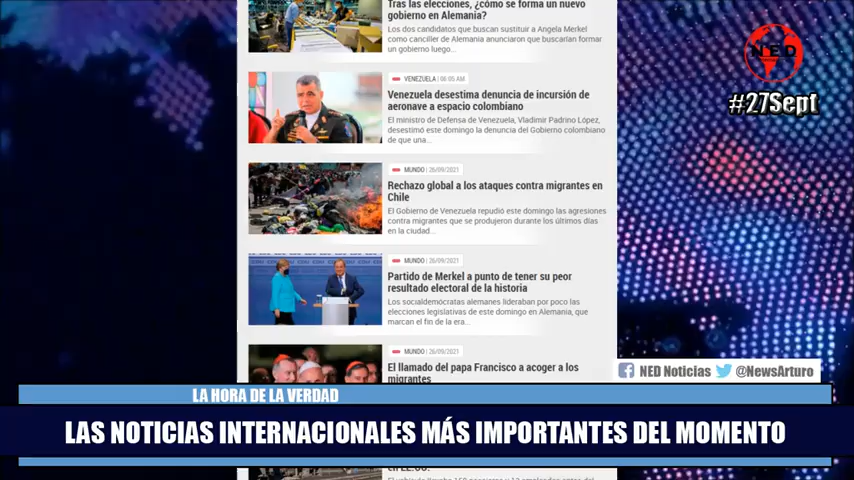 Tras las elecciones, ¿cómo se forma un nuevo
gobierno en Alemania?
Los dos candidatos que buscan sustituir a Angela Merkel
como canciller de Alemania anunciaron que buscarían formar
un gobierno luego...
VENEZUELA | 06:05 AM
Venezuela desestima denuncia de incursión de
aeronave a espacio colombiano
El ministro de Defensa de Venezuela, Vladimir Padrino López,
desestimó este domingo la denuncia del Gobierno colombiano
de que una...
MUNDO | 26/09/2021
Rechazo global a los ataques contra migrantes en
Chile
El Gobierno de Venezuela repudió este domingo las agresiones
contra migrantes que se produjeron durante los últimos días
en la ciudad...
MUNDO | 26/09/2021
Partido de Merkel a punto de tener su peor
resultado electoral de la historia
Los socialdemócratas alemanes lideraban por poco las
elecciones legislativas de este domingo en Alemania, que
marcan el fin de la era...
MUNDO | 26/09/2021
El llamado del papa Francisco a acoger a los
migrantes
NED
#27Sept
NED Noticias @NewsArturo
LA HORA DE LA VERDAD
LAS NOTICIAS INTERNACIONALES MÁS IMPORTANTES DEL MOMENTO